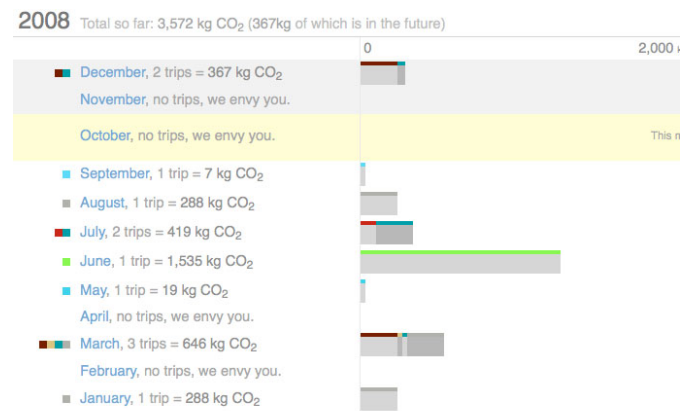 2008 Total so far: 3,572 kg CO2 (367kg of which is in the future)
0 2,000
December, 2 trips = 367 kg CO2
November, no trips, we envy you.
October, no trips, we envy you. This
September, 1 trip = 7 kg CO2
August, 1 trip = 288 kg CO2
July, 2 trips = 419 kg CO2
June, 1 trip = 1,535 kg CO2
May, 1 trip = 19 kg CO2
April, no trips, we envy you.
March, 3 trips = 646 kg CO2
February, no trips, we envy you.
January, 1 trip = 288 kg CO2